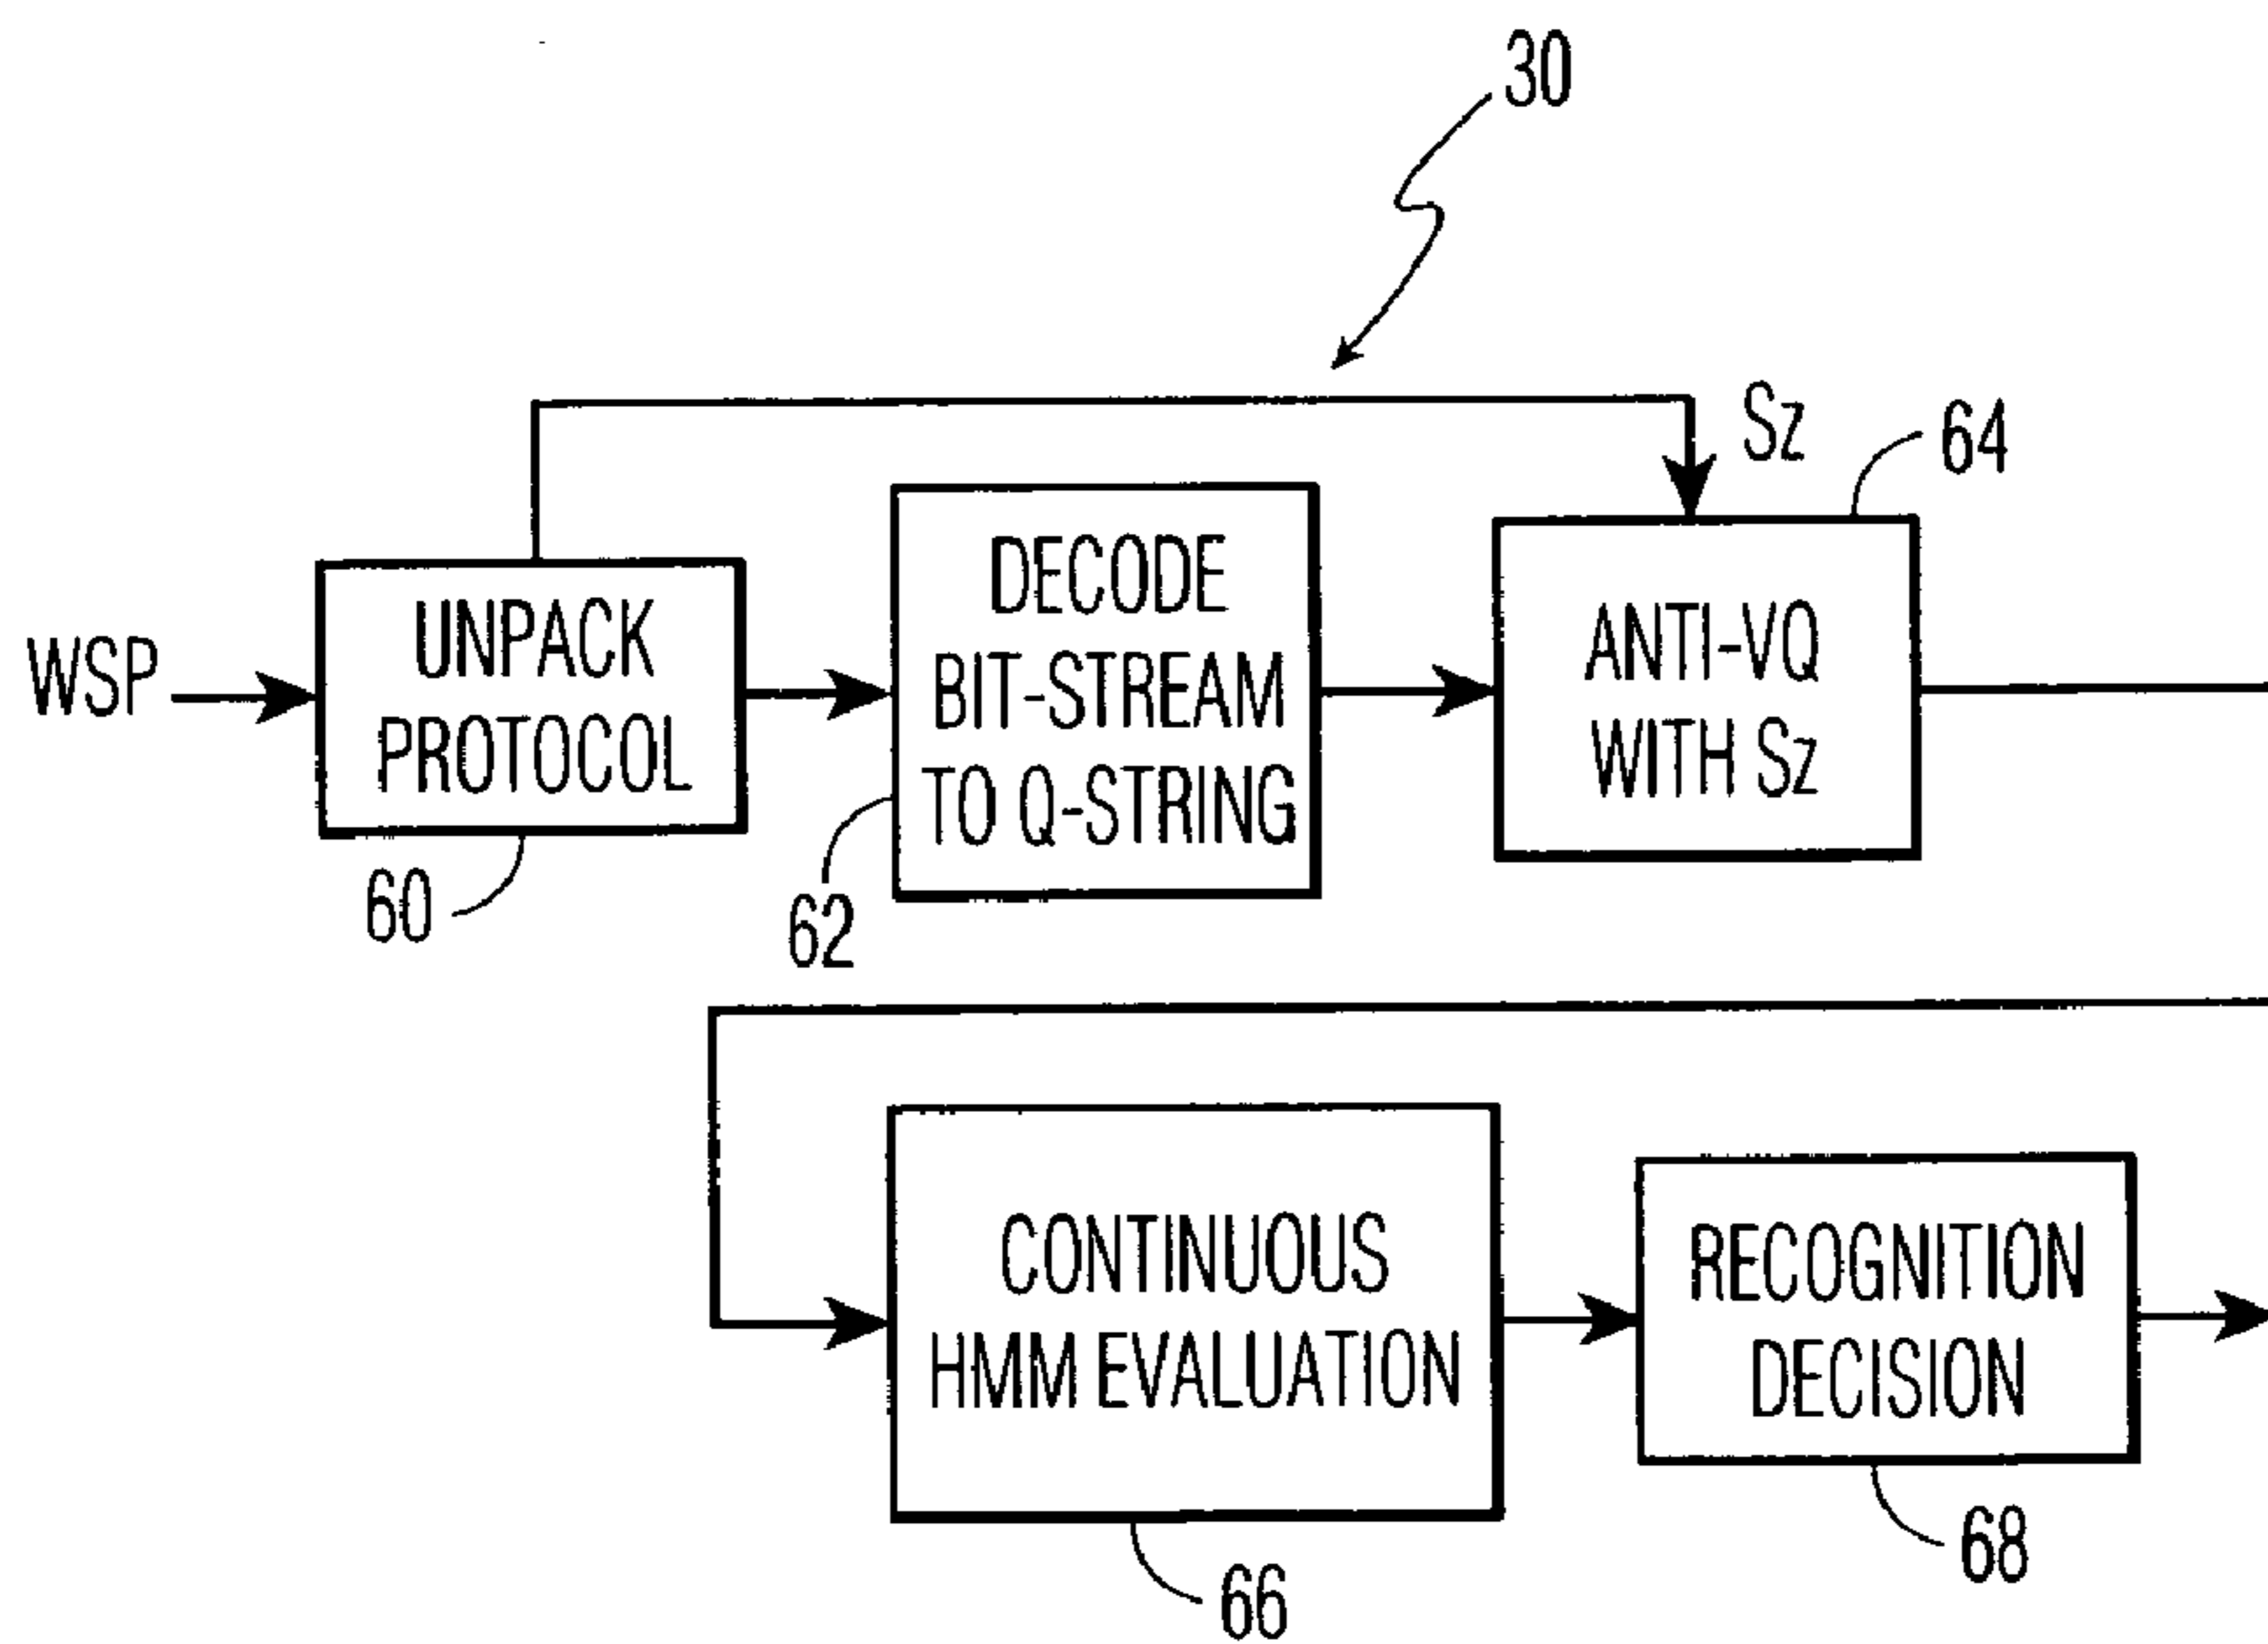 30
Sz
64
WSP
UNPACK
PROTOCOL
60
DECODE
BIT-STREAM
TO Q-STRING
62
ANTI-VQ
WITH Sz
CONTINUOUS
HMM EVALUATION
66
RECOGNITION
DECISION
68